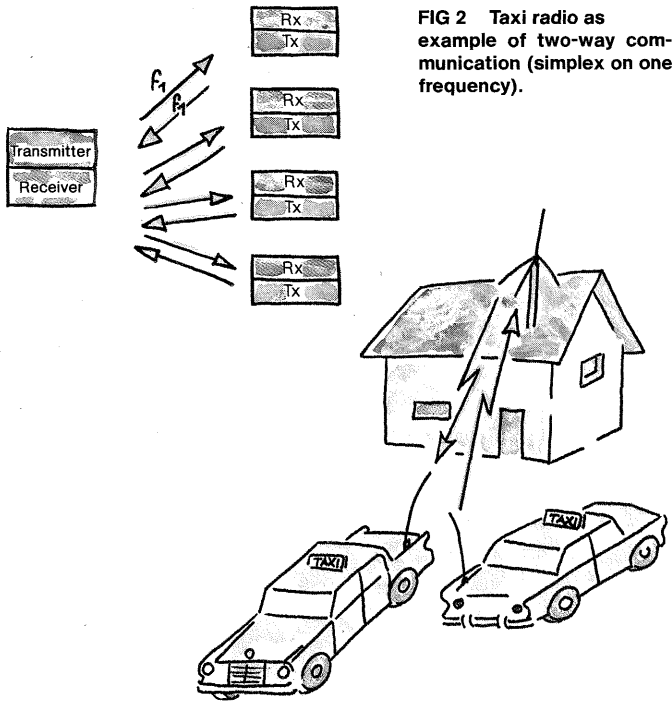 FIG 2 Taxi radio as
example of two-way com-
munication (simplex on one
frequency).
Rx
Tx
f1
f1
Rx
Tx
Transmitter
Receiver
Rx
Tx
Rx
Tx
TAXI
TAXI